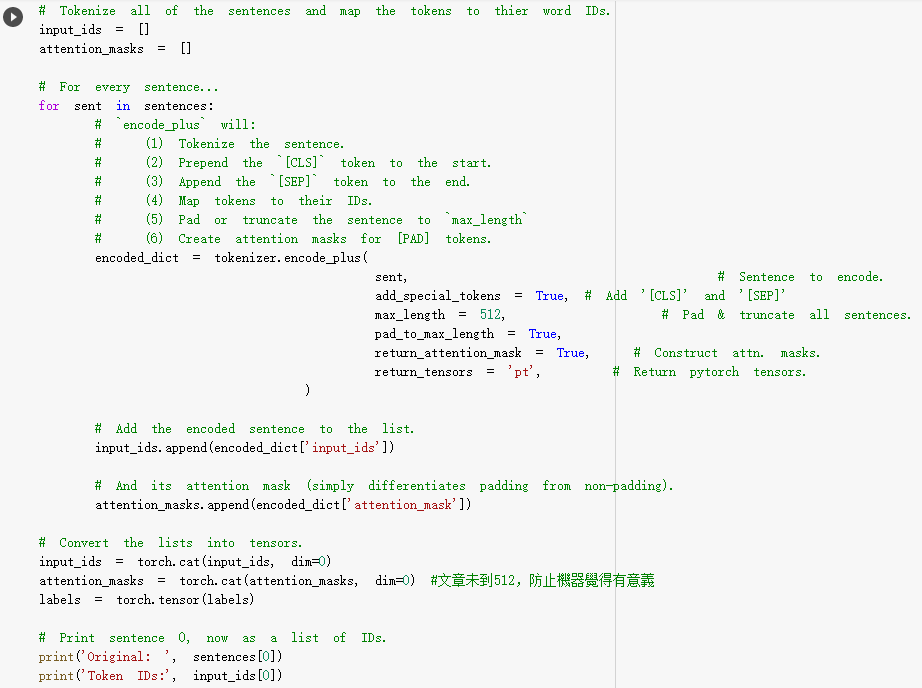 # Tokenize all of the sentences and map the tokens to thier word IDs.
input_ids = []
attention_masks = []
# For every sentence...
for sent in sentences:
# `encode_plus` will:
# (1) Tokenize the sentence.
# (2) Prepend the `[CLS]` token to the start.
# (3) Append the `[SEP]` token to the end.
# (4) Map tokens to their IDs.
# (5) Pad or truncate the sentence to `max_length`
# (6) Create attention masks for [PAD] tokens.
encoded_dict = tokenizer.encode_plus(
sent, # Sentence to encode.
add_special_tokens = True, # Add '[CLS]' and '[SEP]'
max_length = 512, # Pad & truncate all sentences.
pad_to_max_length = True,
return_attention_mask = True, # Construct attn. masks.
return_tensors = 'pt', # Return pytorch tensors.
)
# Add the encoded sentence to the list.
input_ids.append(encoded_dict['input_ids'])
# And its attention mask (simply differentiates padding from non-padding).
attention_masks.append(encoded_dict['attention_mask'])
# Convert the lists into tensors.
input_ids = torch.cat(input_ids, dim=0)
attention_masks = torch.cat(attention_masks, dim=0) #文章未到512，防止機器覺得有意義
labels = torch.tensor(labels)
# Print sentence 0, now as a list of IDs.
print('Original: ', sentences[0])
print('Token IDs:', input_ids[0])